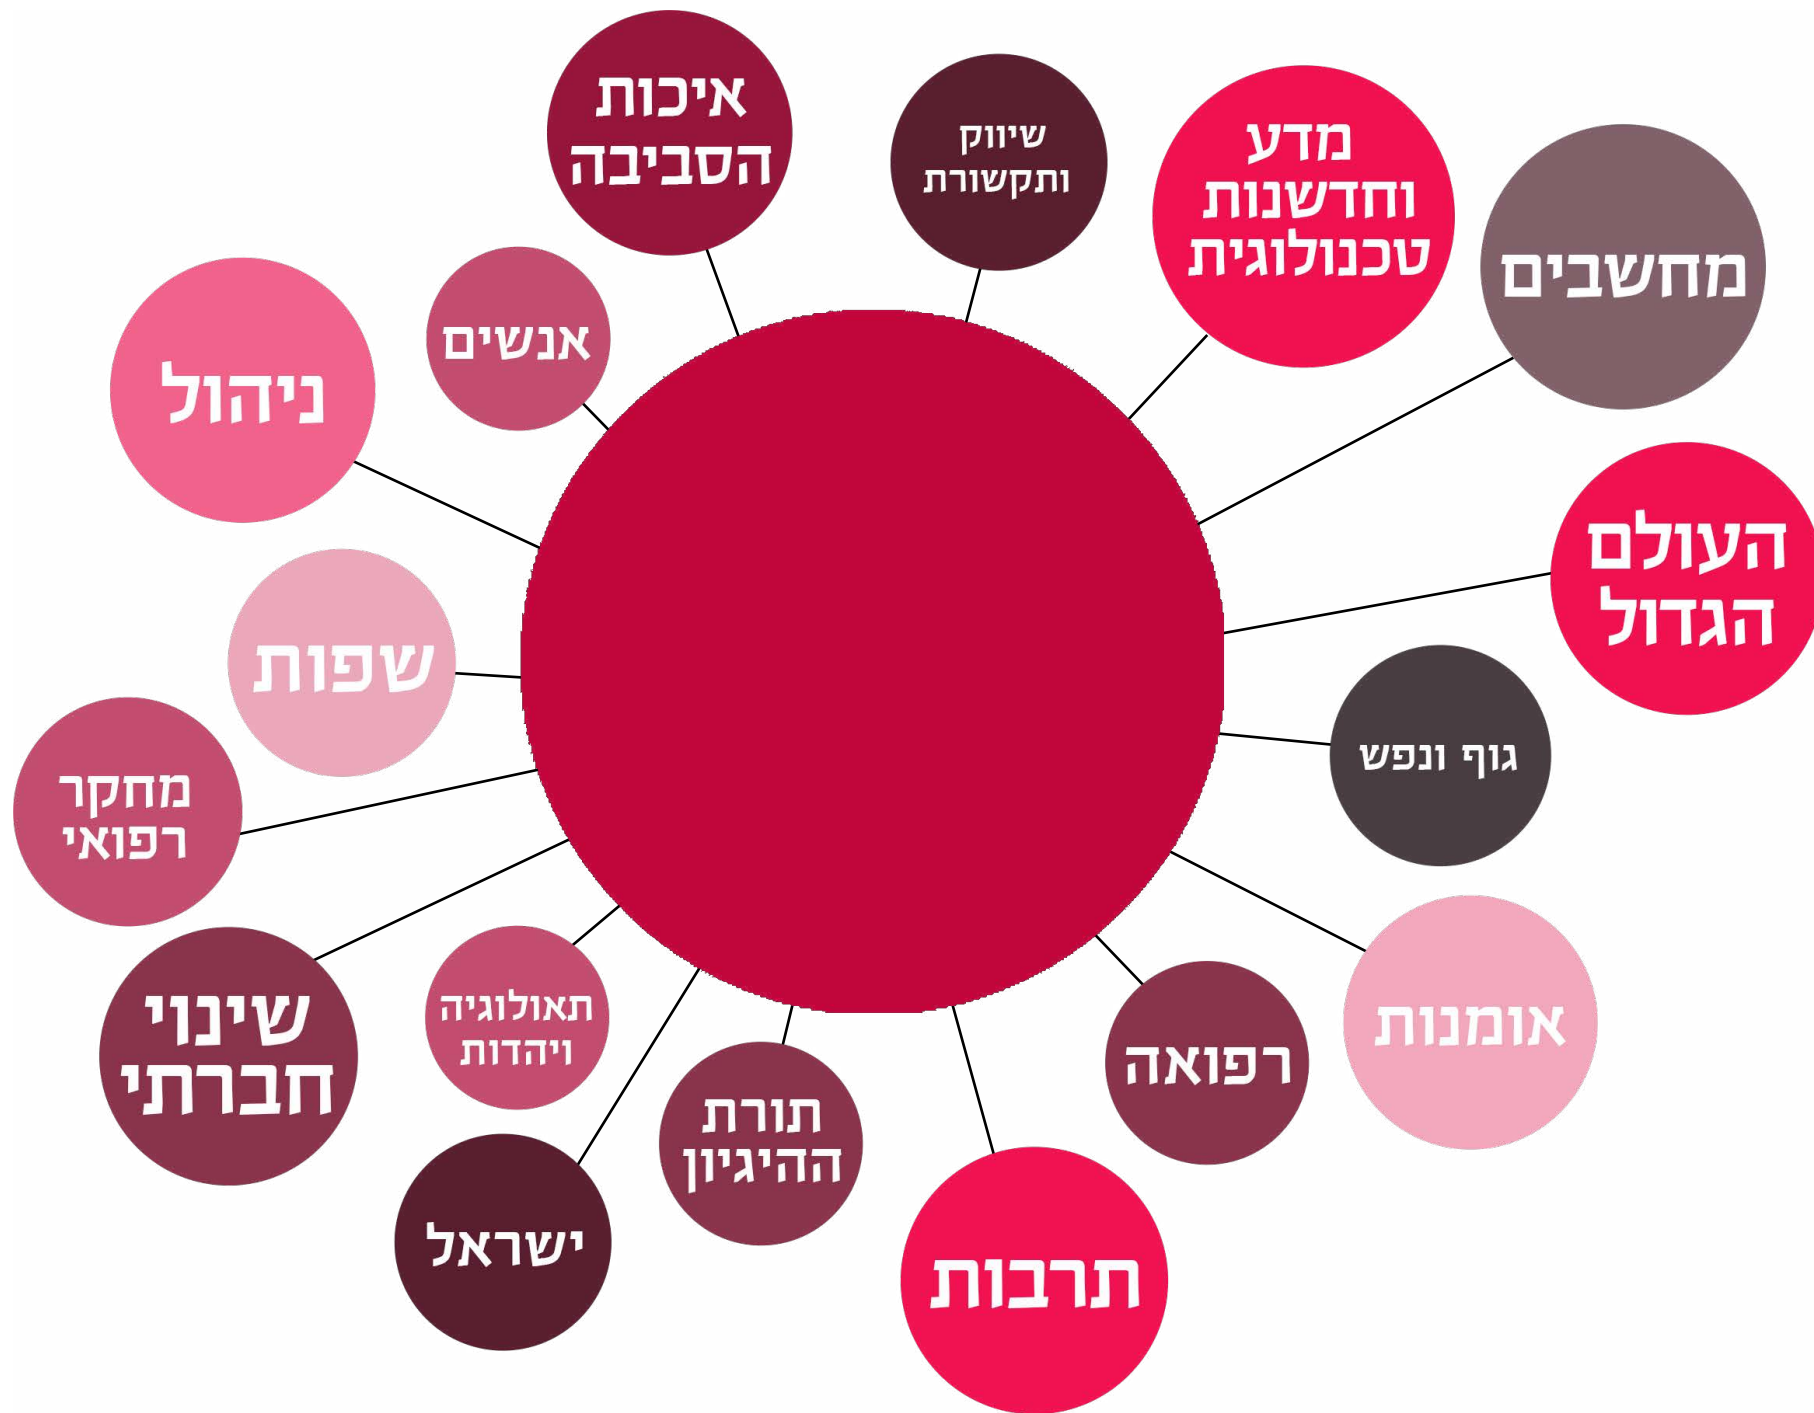 איכות
הסביבה
שיווק
ותקשורת
מדע
וחדשנות
טכנולוגית
מחשבים
העולם
הגדול
גוף ונפש
אומנות
רפואה
תרבות
תורת
ההיגיון
ישראל
תאולוגיה
ויהדות
שינוי
חברתי
מחקר
רפואי
שפות
ניהול
אנשים